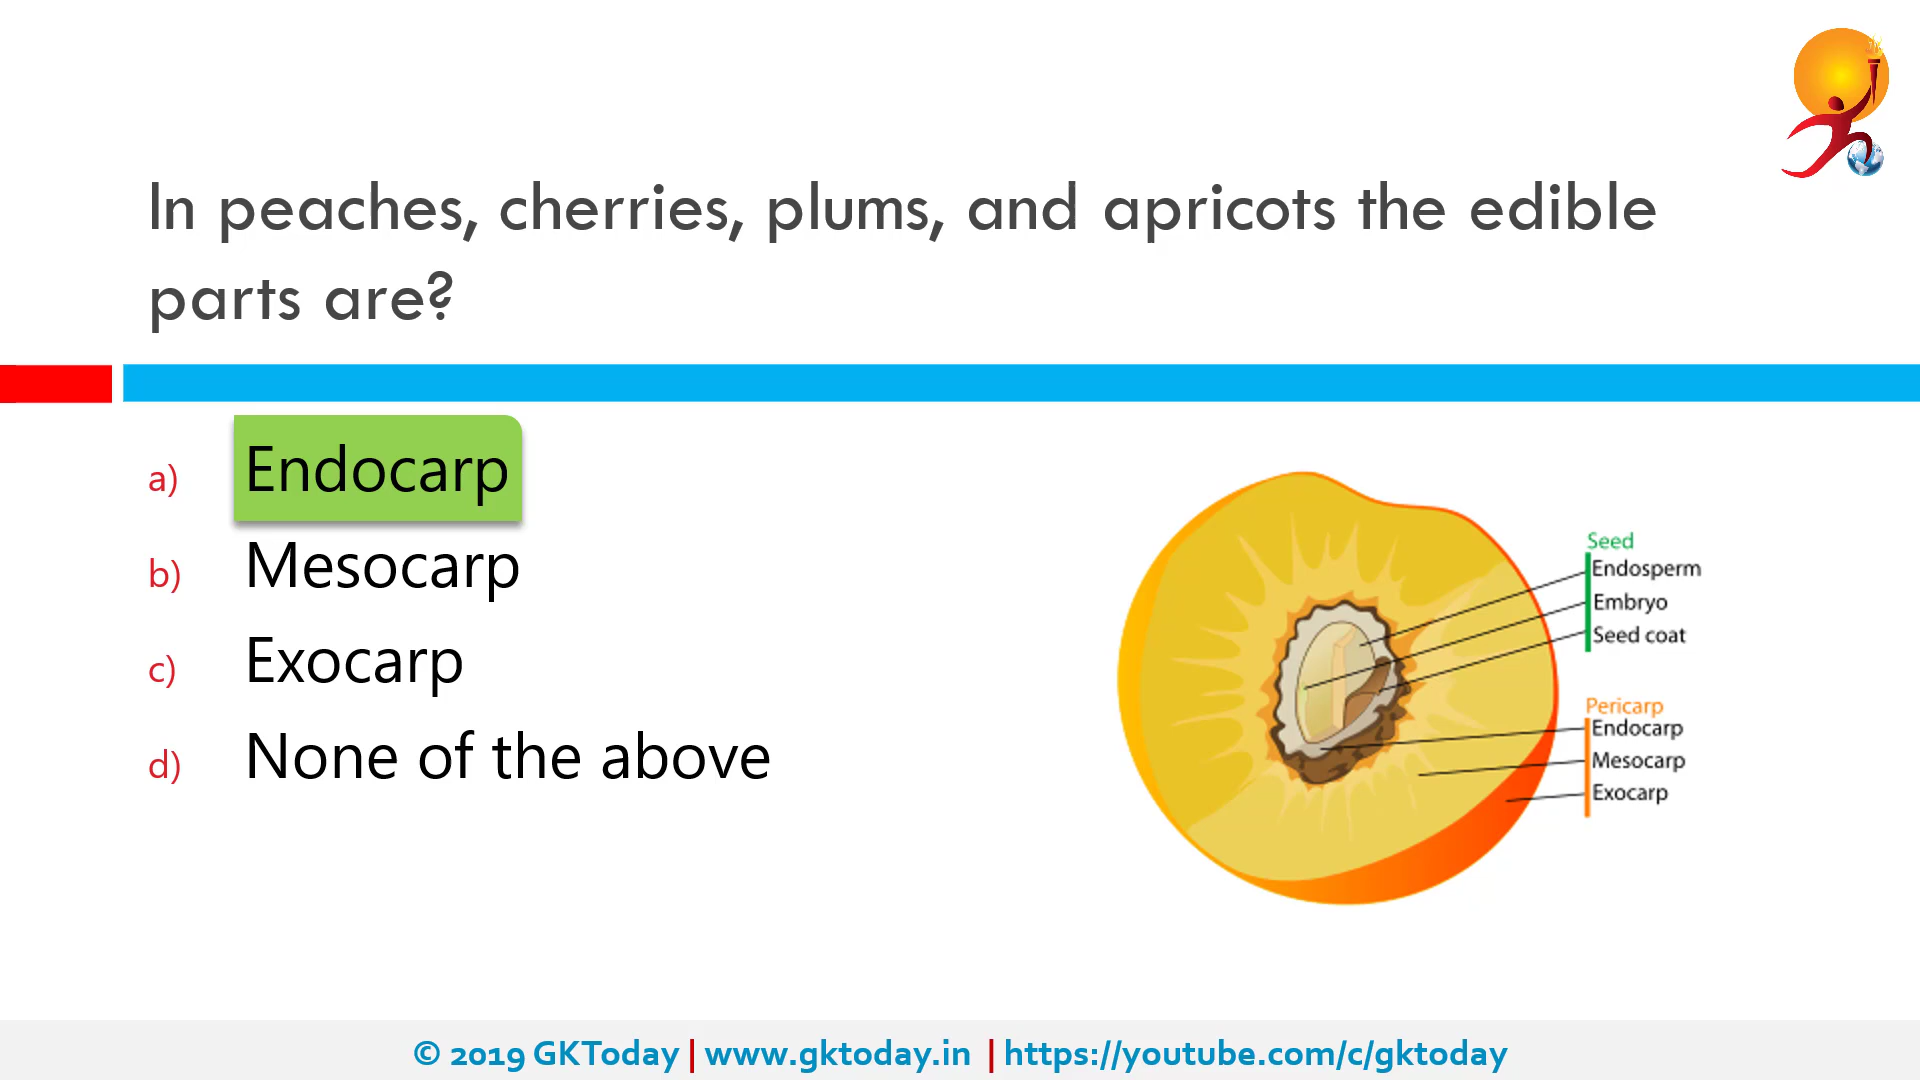 In peaches, cherries, plums, and apricots the edible
parts are?
a) Endocarp
b) Mesocarp
c) Exocarp
d) None of the above
Seed
Endosperm
Embryo
Seed coat
Pericarp
Endocarp
Mesocarp
Exocarp
© 2019 GKToday | www.gktoday.in | https://youtube.com/c/gktoday